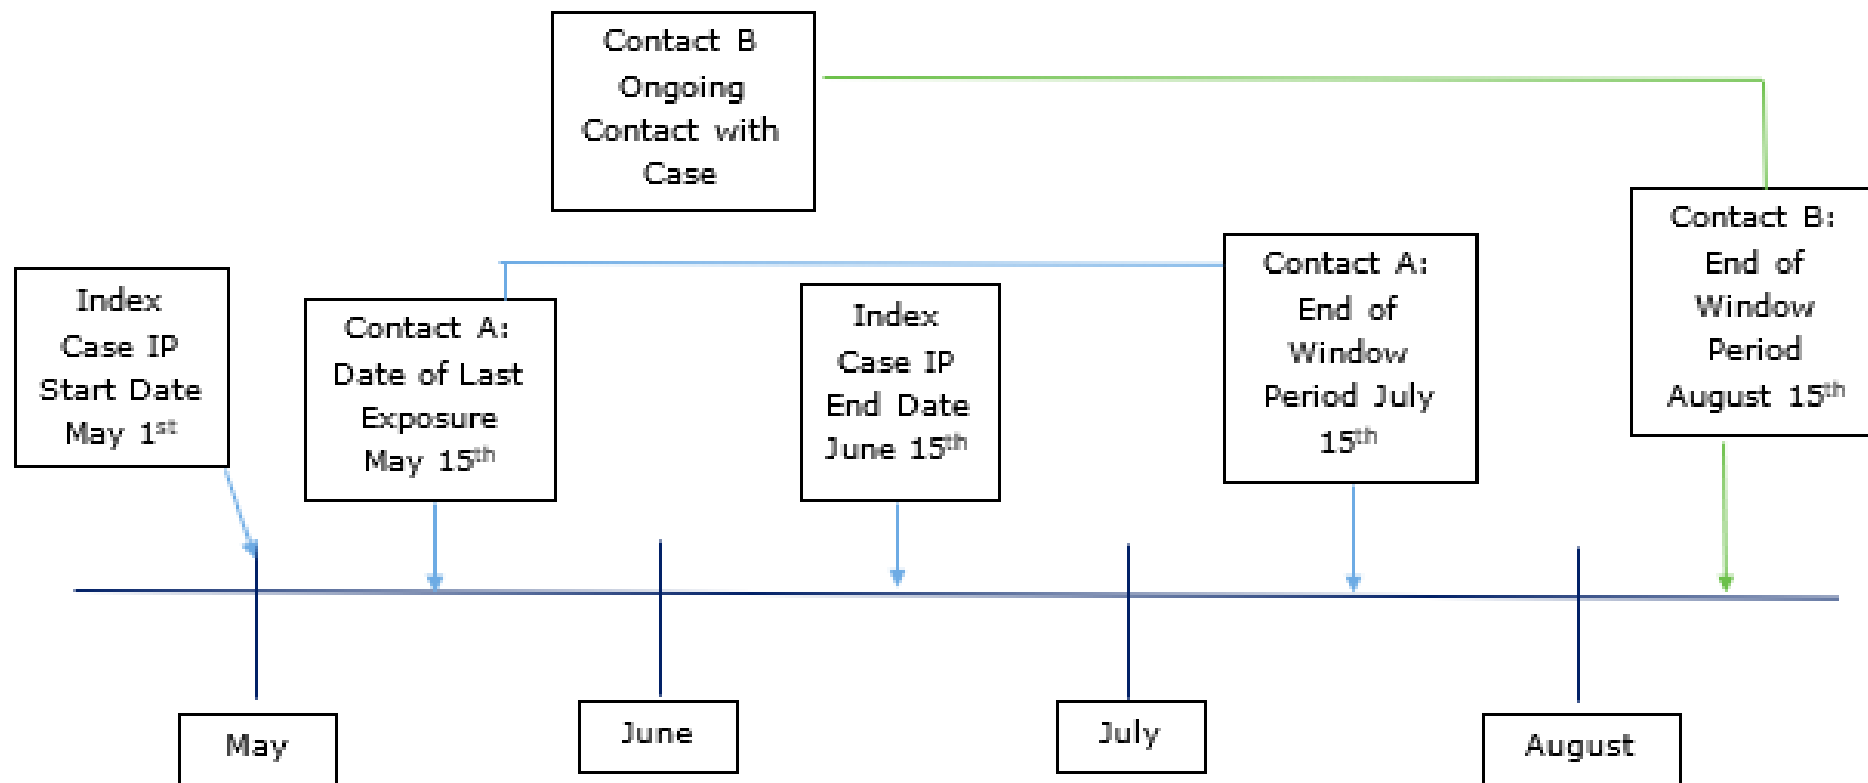 Contact B
Ongoing
Contact with
Case
Index
Case IP
Start Date
May 1st
Contact A:
Date of Last
Exposure
May 15th
Index
Case IP
End Date
June 15th
Contact A:
End of
Window
Period July
15th
Contact B:
End of
Window
Period
August 15th
May
June
July
August